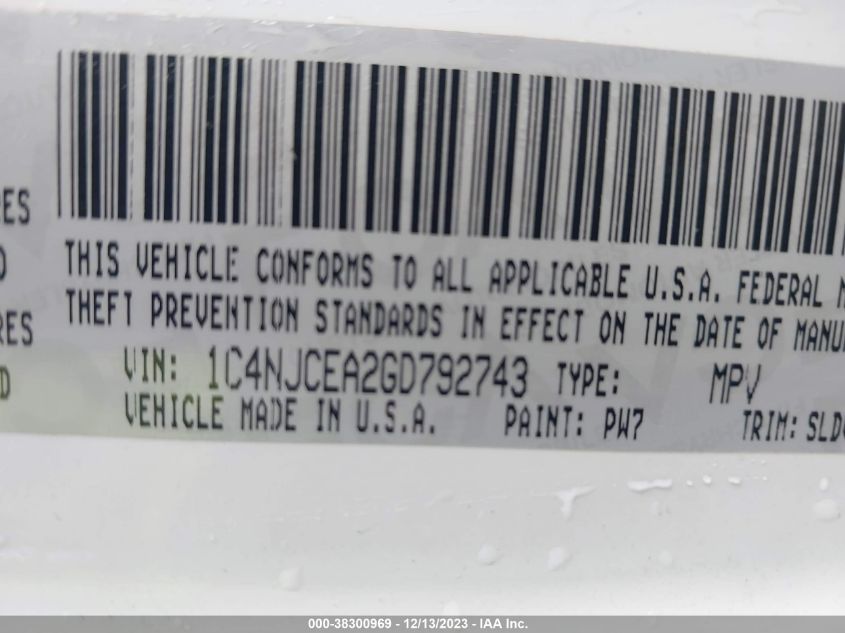 RES
THIS VEHICLE CONFORMS TO ALL APPLICABLE U.S.A. FEDERAL
THEFT PREVENTION STANDARDS IN EFFECT ON THE DATE OF MANU
RES
VIN: 1C4NJCEA2GD792743 TYPE: MPV
D
VEHICLE MADE IN U.S.A. PAINT: PW7 TRIM: SLD
000-38300969 - 12/13/2023 - IAA Inc.